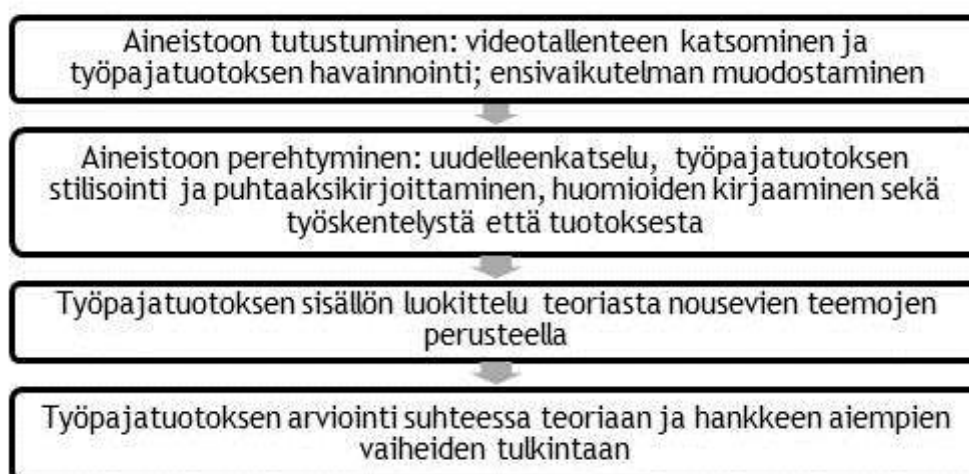 Aineistoon tutustuminen: videotallenteen katsominen ja
työpajatuotoksen havainnointi; ensivaikutelman muodostaminen
Aineistoon perehtyminen: uudelleenkatselu, työpajatuotoksen
stilisointi ja puhtaaksikirjoittaminen, huomioiden kirjaaminen sekä
työskentelystä että tuotoksesta
Työpajatuotoksen sisällön luokittelu teoriasta nousevien teemojen
perusteella
Työpajatuotoksen arviointi suhteessa teoriaan ja hankkeen aiempien
vaiheiden tulkintaan